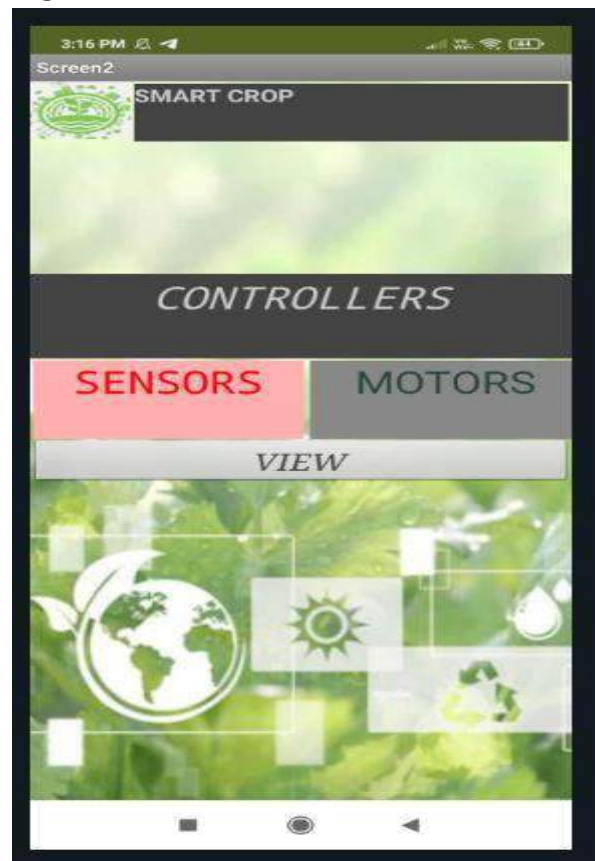 3:16 PM
Screen2
SMART CROP
CONTROLLERS
SENSORS MOTORS
VIEW